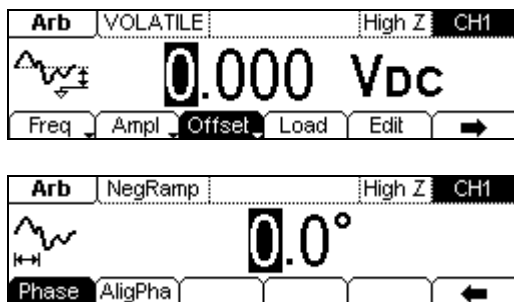 Arb VOLATILE High Z CH1
0.000 VDC
Freq Ampl Offset Load Edit
Arb NegRamp High Z CH1
0.0°
Phase AligPha